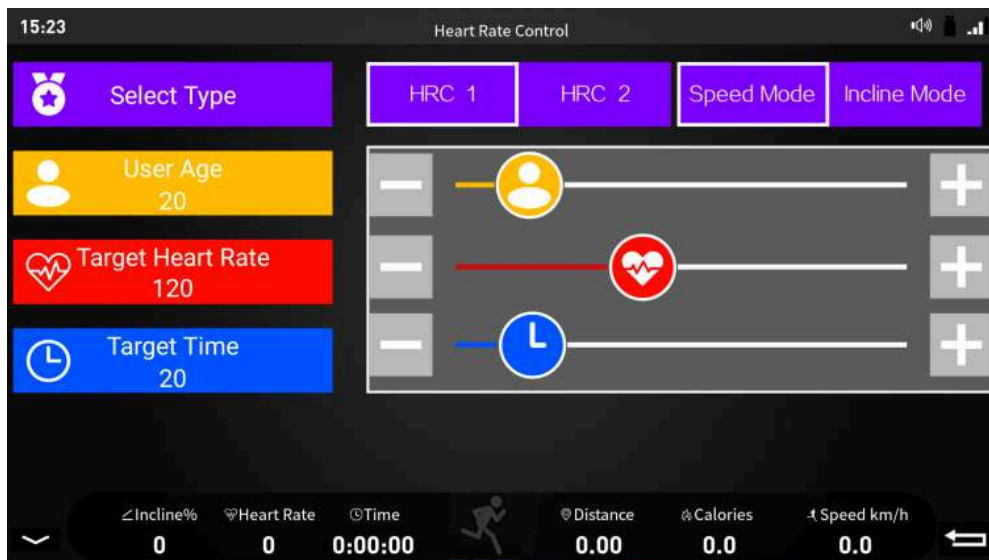 15:23
Heart Rate Control
Select Type
HRC 1
HRC 2
Speed Mode
Incline Mode
User Age
20
Target Heart Rate
120
Target Time
20
Incline%
Heart Rate
Time
Distance
Calories
Speed km/h
0
0
0:00:00
0.00
0.0
0.0